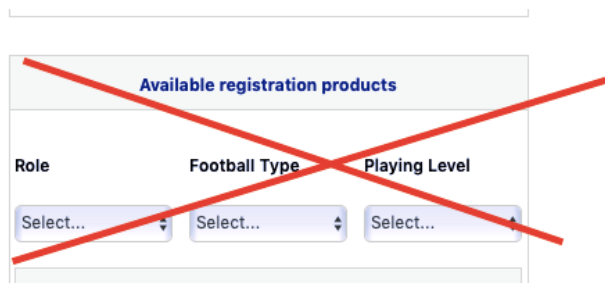 Available registration products
Role Football Type Playing Level
Select... Select... Select...